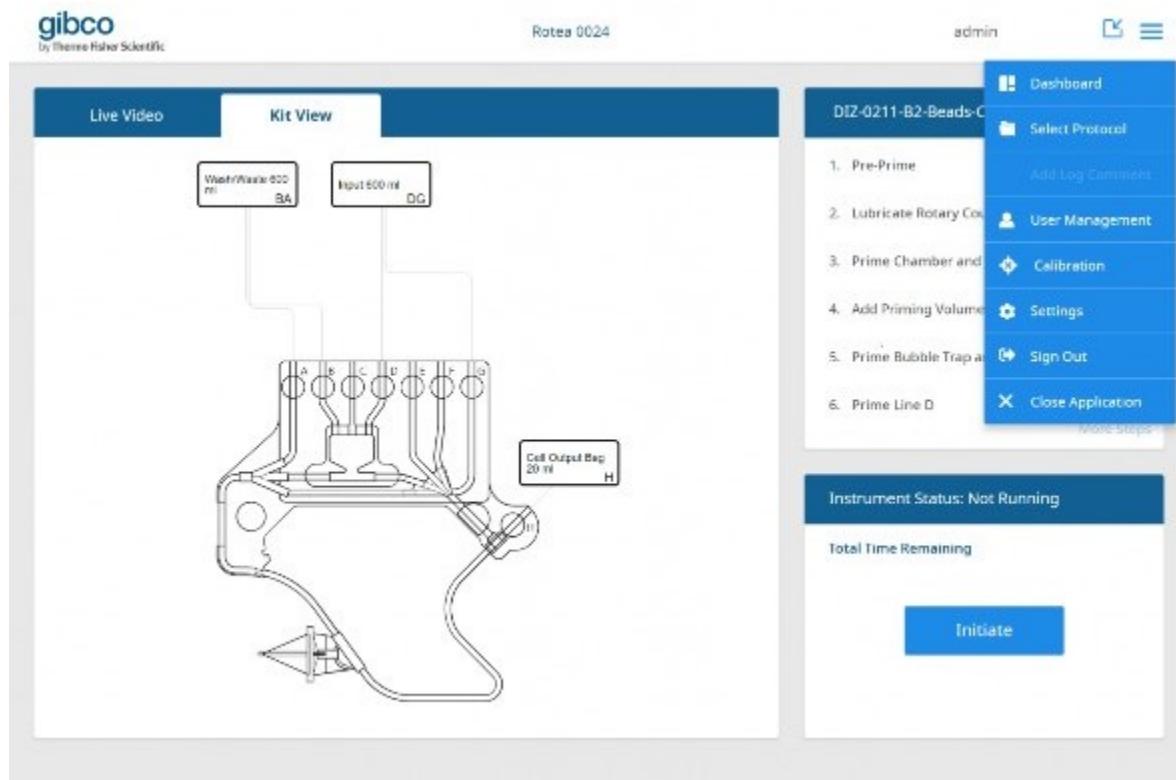 gibco
by Thermo Fisher Scientific
Rotea 0024
admin
Live Video
Kit View
Wash/Waste 600
ml
BA
Input 600 ml
DG
A B C D E F G
Cell Output Bag
20 ml
H
H
DIZ-0211-B2-Beads-C
1. Pre-Prime
2. Lubricate Rotary Cou
3. Prime Chamber and
4. Add Priming Volume
5. Prime Bubble Trap a
6. Prime Line D
More Steps
Dashboard
Select Protocol
Add Log Comment
User Management
Calibration
Settings
Sign Out
Close Application
Instrument Status: Not Running
Total Time Remaining
Initiate